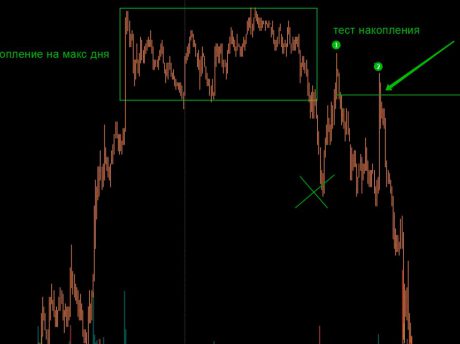 тест накопления
1
опление на макс дня
2